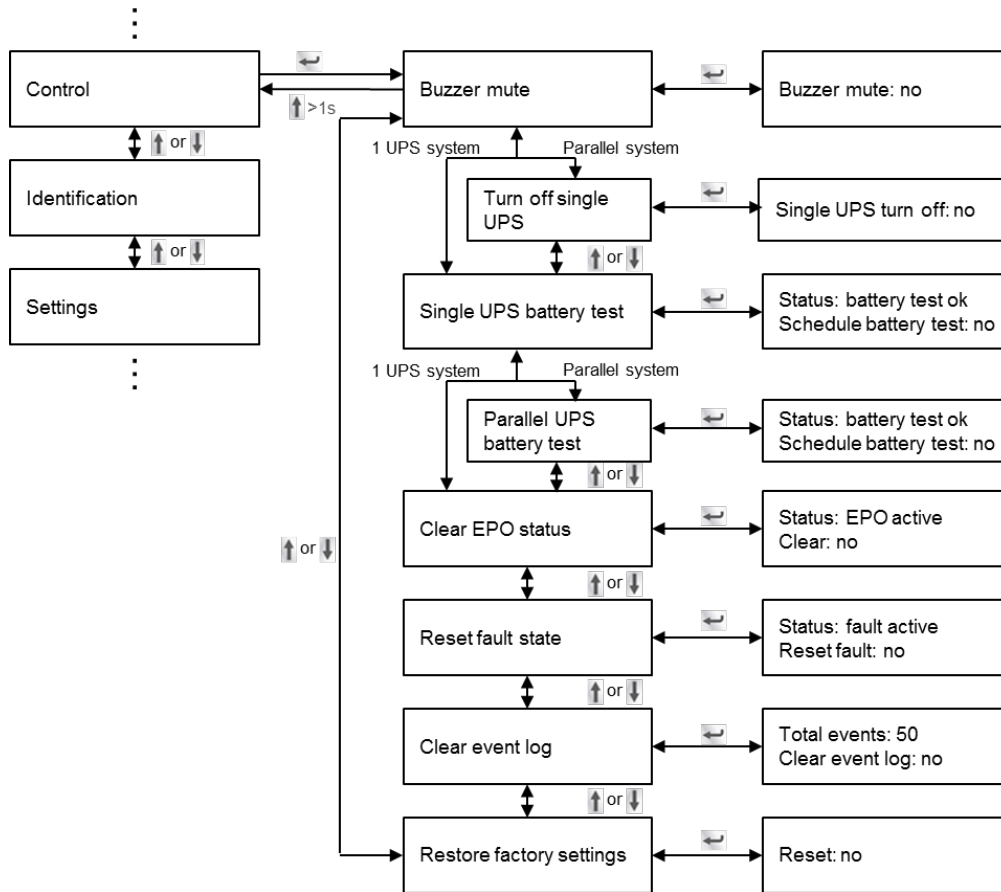 Control
>1s
Buzzer mute
Buzzer mute: no
or
1 UPS system
Parallel system
Identification
Turn off single
UPS
Single UPS turn off: no
or
or
Settings
Single UPS battery test
Status: battery test ok
Schedule battery test: no
1 UPS system
Parallel system
Parallel UPS
battery test
Status: battery test ok
Schedule battery test: no
or
Clear EPO status
Status: EPO active
Clear: no
or
or
Reset fault state
Status: fault active
Reset fault: no
or
Clear event log
Total events: 50
Clear event log: no
or
Restore factory settings
Reset: no